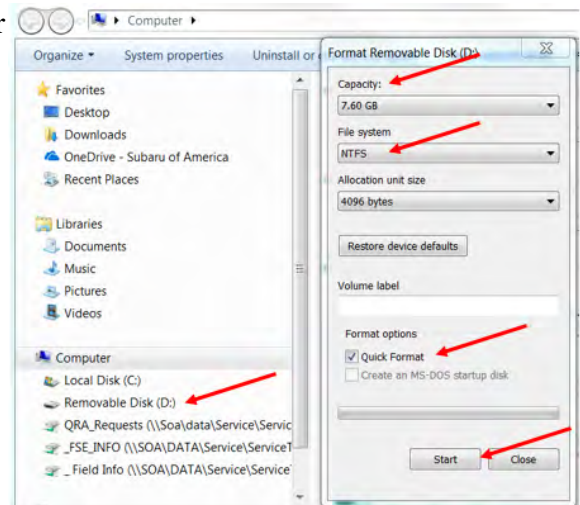 r
Computer
Organize
System properties
Uninstall or
Favorites
Desktop
Downloads
OneDrive - Subaru of America
Recent Places
Libraries
Documents
Music
Pictures
Videos
Computer
Local Disk (C:)
Removable Disk (D:)
QRA_Requests (\\Soa\data\Service\Servic
_FSE_INFO (\\SOA\DATA\Service\ServiceT
_ Field Info (\\SOA\DATA\Service\Service
Format Removable Disk (D:)
Capacity:
7.60 GB
File system
NTFS
Allocation unit size
4096 bytes
Restore device defaults
Volume label
Format options
Quick Format
Create an MS-DOS startup disk
Start
Close